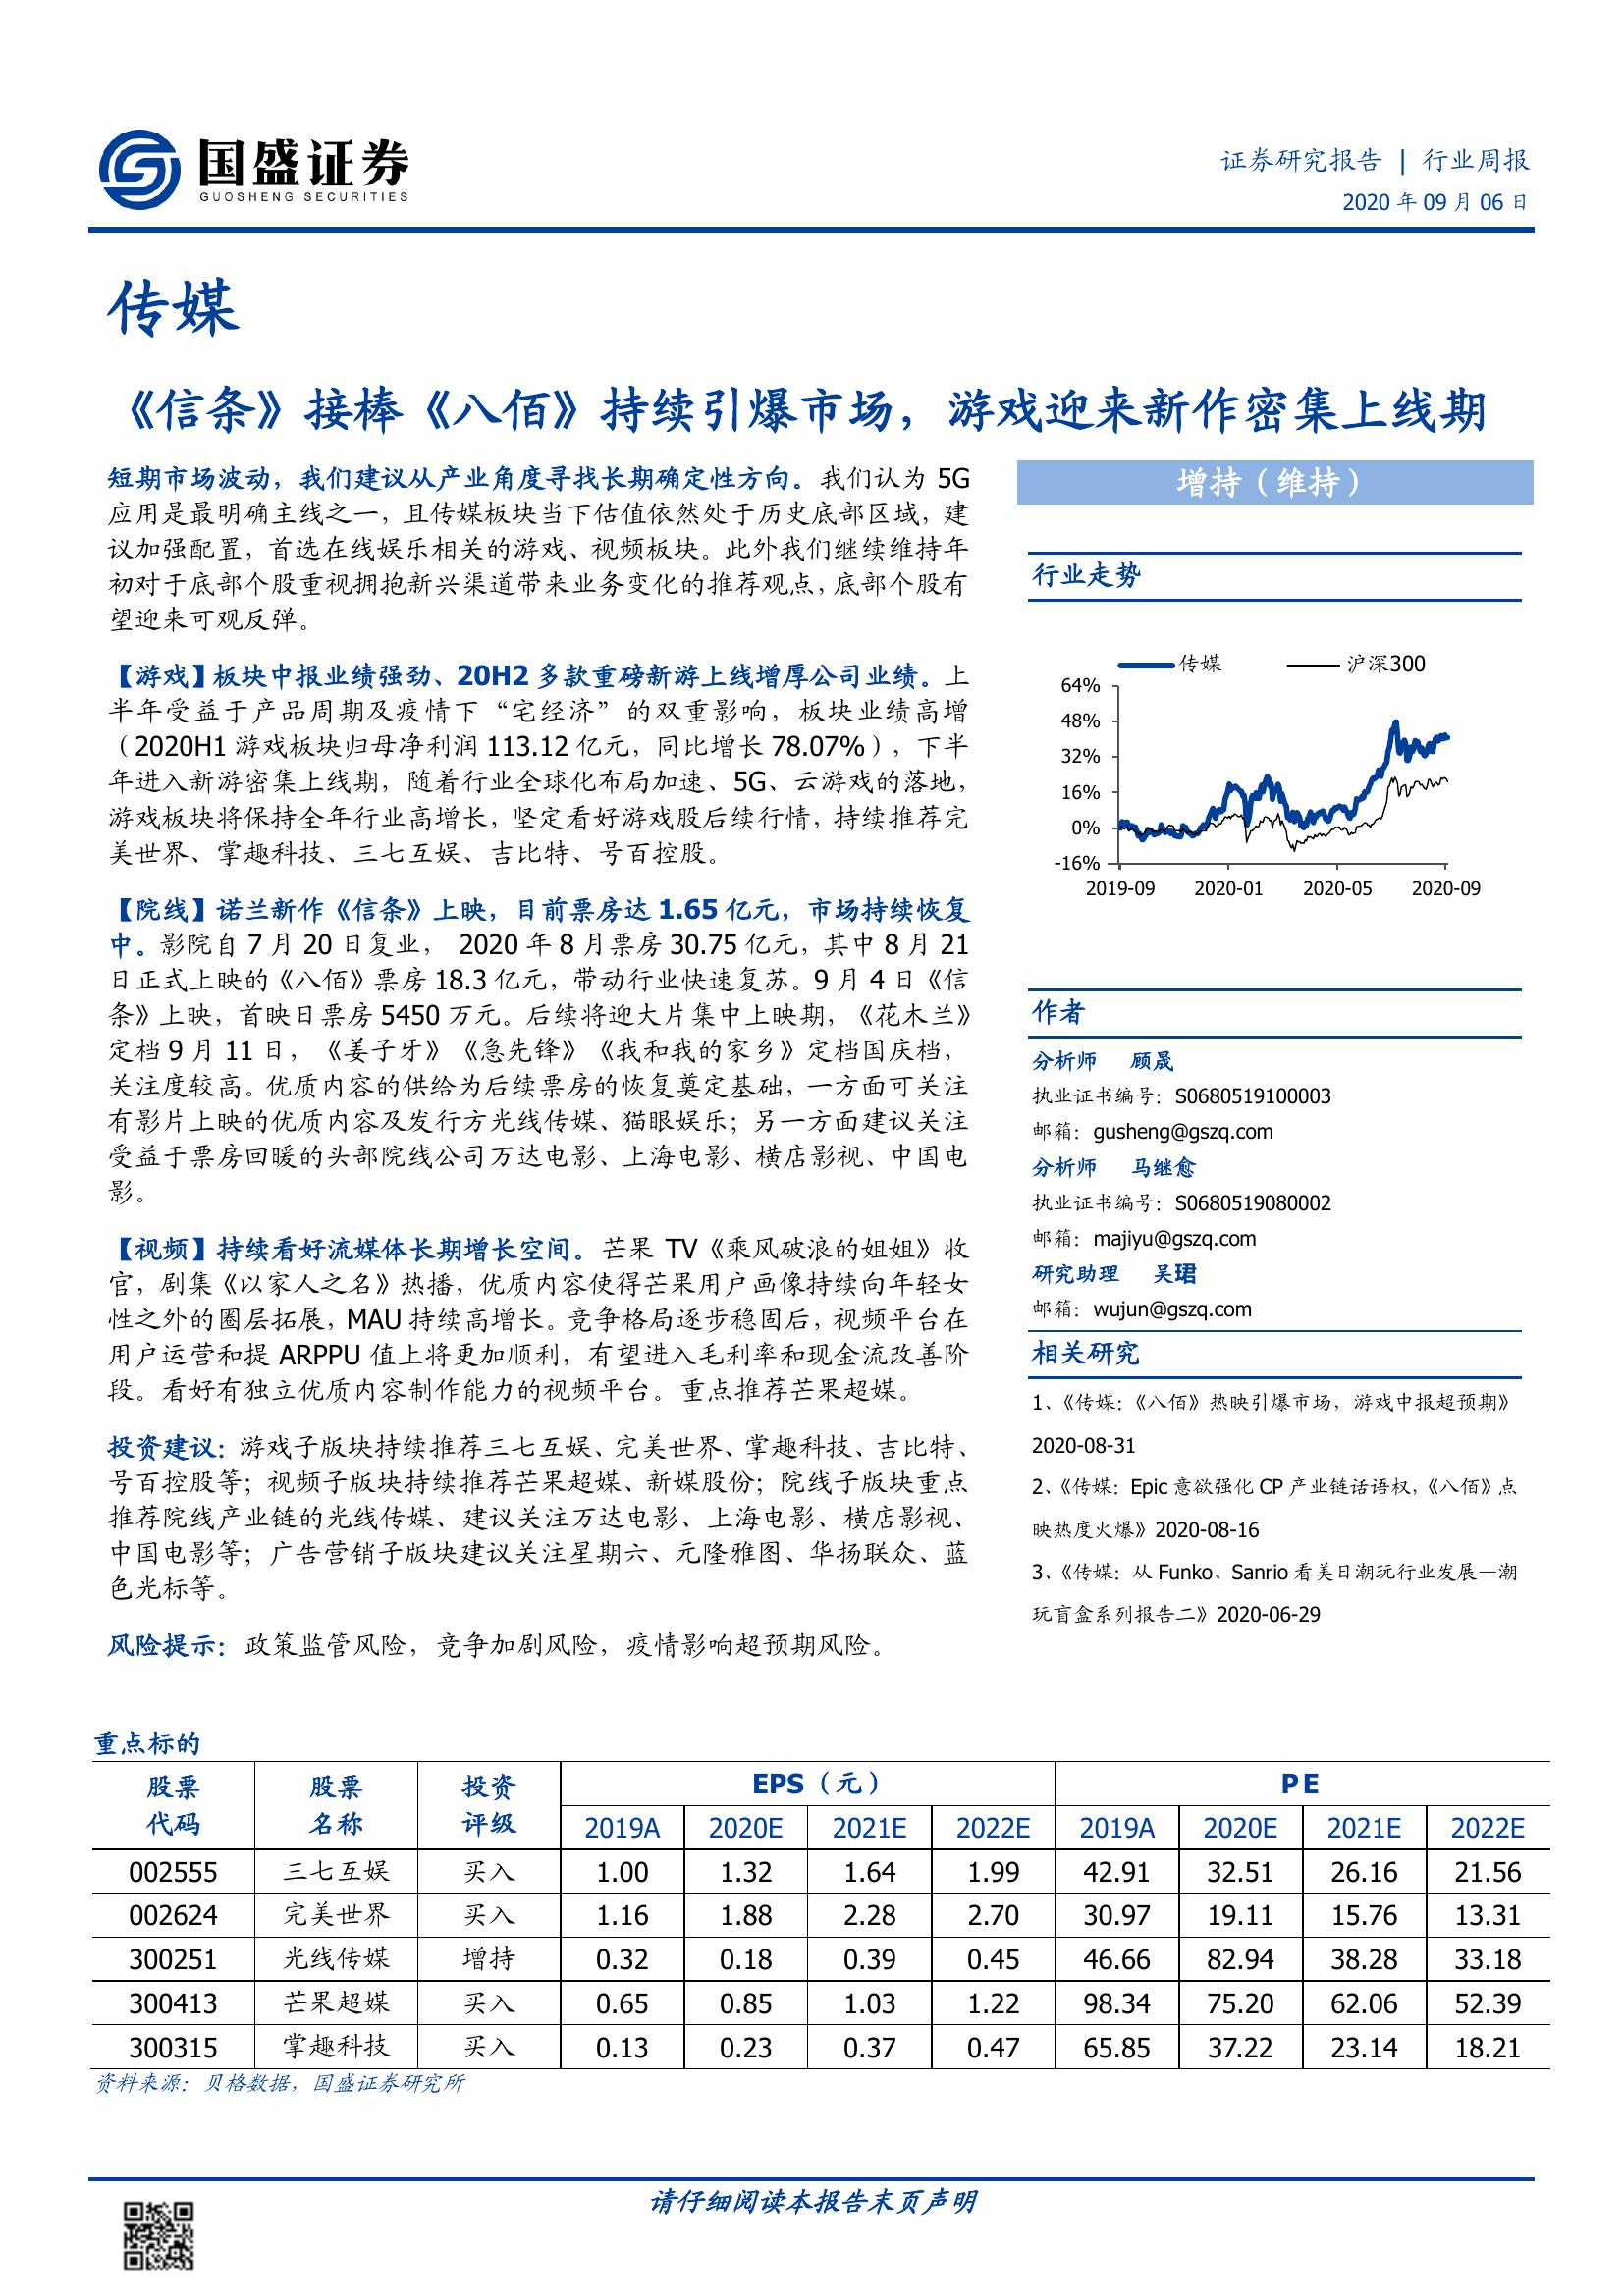 国盛证券
GUOSHENG SECURITIES
证券研究报告 | 行业周报
2020 年 09 月 06 日
传媒
《信条》接棒《八佰》持续引爆市场，游戏迎来新作密集上线期
短期市场波动，我们建议从产业角度寻找长期确定性方向。我们认为 5G
应用是最明确主线之一，且传媒板块当下估值依然处于历史底部区域，建
议加强配置，首选在线娱乐相关的游戏、视频板块。此外我们继续维持年
初对于底部个股重视拥抱新兴渠道带来业务变化的推荐观点，底部个股有
望迎来可观反弹。
【游戏】板块中报业绩强劲、20H2 多款重磅新游上线增厚公司业绩。上
半年受益于产品周期及疫情下“宅经济”的双重影响，板块业绩高增
（2020H1 游戏板块归母净利润 113.12 亿元，同比增长 78.07%），下半
年进入新游密集上线期，随着行业全球化布局加速、5G、云游戏的落地，
游戏板块将保持全年行业高增长，坚定看好游戏股后续行情，持续推荐完
美世界、掌趣科技、三七互娱、吉比特、号百控股。
【院线】诺兰新作《信条》上映，目前票房达 1.65 亿元，市场持续恢复
中。影院自 7 月 20 日复业， 2020 年 8 月票房 30.75 亿元，其中 8 月 21
日正式上映的《八佰》票房 18.3 亿元，带动行业快速复苏。9 月 4 日《信
条》上映，首映日票房 5450 万元。后续将迎大片集中上映期，《花木兰》
定档 9 月 11 日，《姜子牙》《急先锋》《我和我的家乡》定档国庆档，
关注度较高。优质内容的供给为后续票房的恢复奠定基础，一方面可关注
有影片上映的优质内容及发行方光线传媒、猫眼娱乐；另一方面建议关注
受益于票房回暖的头部院线公司万达电影、上海电影、横店影视、中国电
影。
【视频】持续看好流媒体长期增长空间。芒果 TV《乘风破浪的姐姐》收
官，剧集《以家人之名》热播，优质内容使得芒果用户画像持续向年轻女
性之外的圈层拓展，MAU 持续高增长。竞争格局逐步稳固后，视频平台在
用户运营和提 ARPPU 值上将更加顺利，有望进入毛利率和现金流改善阶
段。看好有独立优质内容制作能力的视频平台。重点推荐芒果超媒。
投资建议：游戏子版块持续推荐三七互娱、完美世界、掌趣科技、吉比特、
号百控股等；视频子版块持续推荐芒果超媒、新媒股份；院线子版块重点
推荐院线产业链的光线传媒、建议关注万达电影、上海电影、横店影视、
中国电影等；广告营销子版块建议关注星期六、元隆雅图、华扬联众、蓝
色光标等。
风险提示：政策监管风险，竞争加剧风险，疫情影响超预期风险。
增持（维持）
行业走势
传媒 沪深300
64%
48%
32%
16%
0%
-16%
2019-09 2020-01 2020-05 2020-09
作者
分析师 顾晟
执业证书编号：S0680519100003
邮箱：gusheng@gszq.com
分析师 马继愈
执业证书编号：S0680519080002
邮箱：majiyu@gszq.com
研究助理 吴珺
邮箱：wujun@gszq.com
相关研究
1、《传媒：《八佰》热映引爆市场，游戏中报超预期》
2020-08-31
2、《传媒：Epic 意欲强化 CP 产业链话语权，《八佰》点
映热度火爆》2020-08-16
3、《传媒：从 Funko、Sanrio 看美日潮玩行业发展—潮
玩盲盒系列报告二》2020-06-29
重点标的
股票 股票 投资 EPS（元） P E
代码 名称 评级 2019A 2020E 2021E 2022E 2019A 2020E 2021E 2022E
002555 三七互娱 买入 1.00 1.32 1.64 1.99 42.91 32.51 26.16 21.56
002624 完美世界 买入 1.16 1.88 2.28 2.70 30.97 19.11 15.76 13.31
300251 光线传媒 增持 0.32 0.18 0.39 0.45 46.66 82.94 38.28 33.18
300413 芒果超媒 买入 0.65 0.85 1.03 1.22 98.34 75.20 62.06 52.39
300315 掌趣科技 买入 0.13 0.23 0.37 0.47 65.85 37.22 23.14 18.21
资料来源：贝格数据，国盛证券研究所
请仔细阅读本报告末页声明